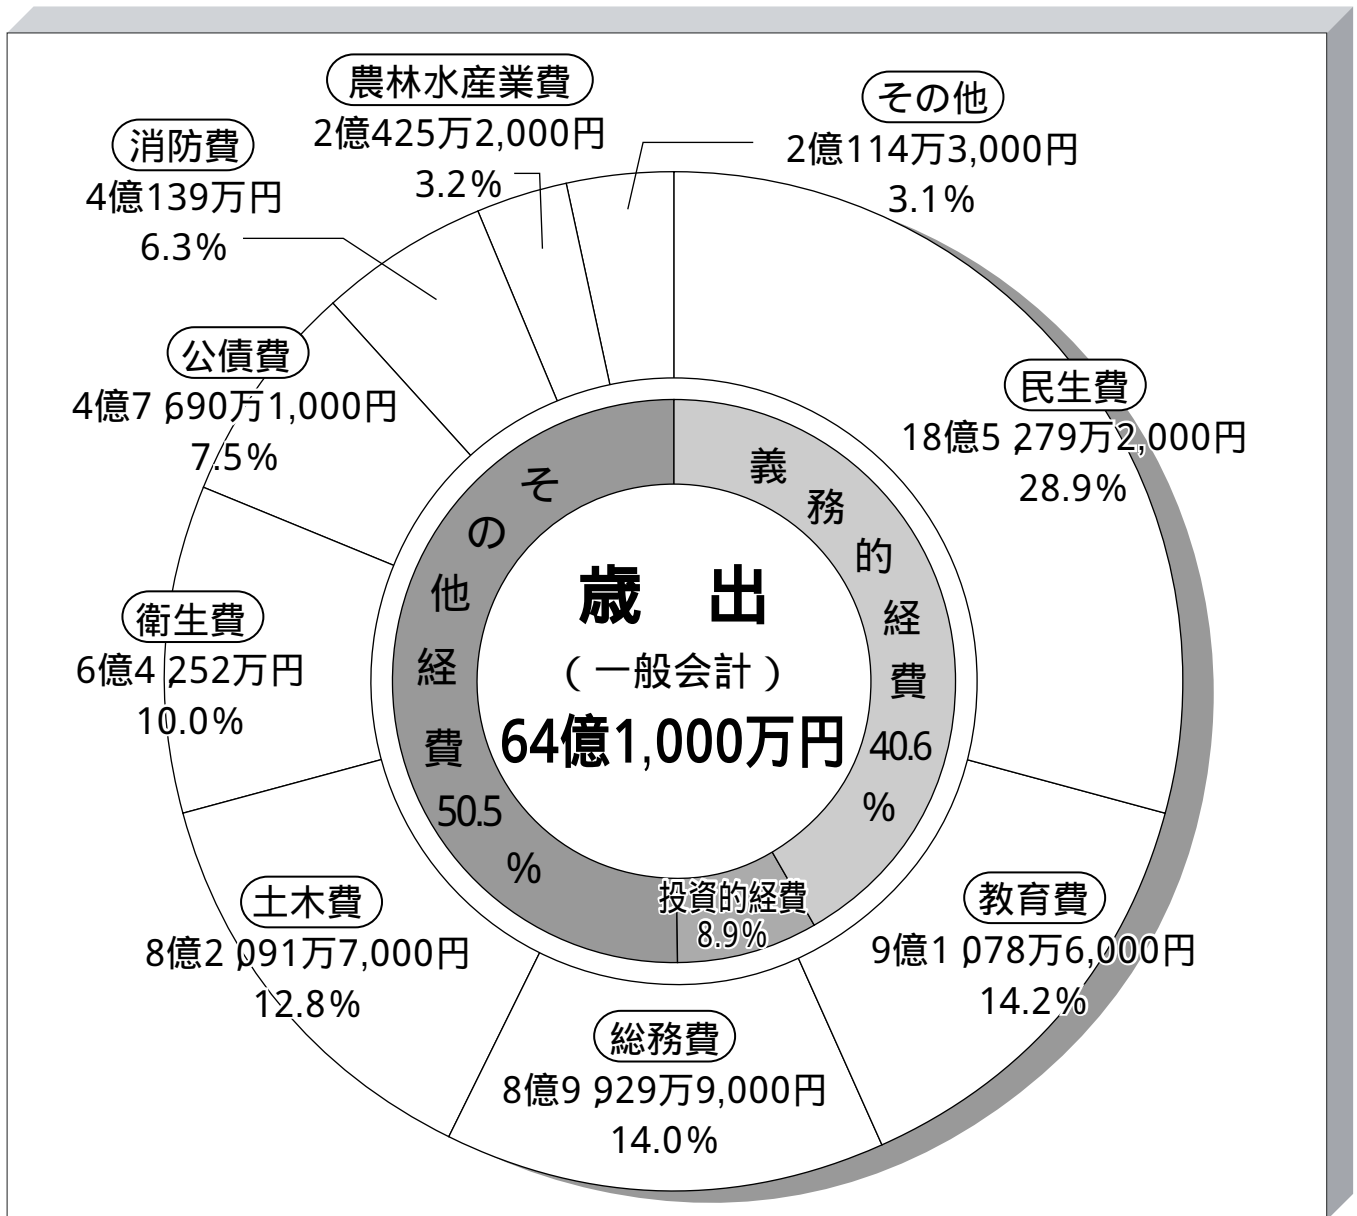 農林水産業費
2億425万2,000円
3.2%
その他
2億114万3,000円
3.1%
消防費
4億139万円
6.3%
公債費
4億7,690万1,000円
7.5%
民生費
18億5,279万2,000円
28.9%
衛生費
6億4,252万円
10.0%
土木費
8億2,091万7,000円
12.8%
教育費
9億1,078万6,000円
14.2%
総務費
8億9,929万9,000円
14.0%
義務的経費40.6%
その他経費50.5%
投資的経費
8.9%
歳 出
(一般会計)
64億1,000万円